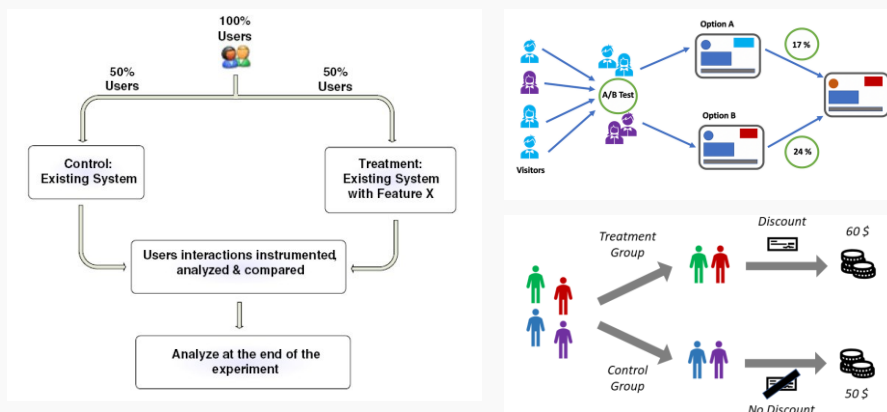 100%
Users
50%
Users
50%
Users
Control:
Existing System
Treatment:
Existing System
with Feature X
Users interactions instrumented,
analyzed & compared
Analyze at the end of the
experiment
Option A
17 %
A/B Test
Option B
24 %
Visitors
Discount
60 $
Treatment
Group
Control
Group
No Discount
50 $